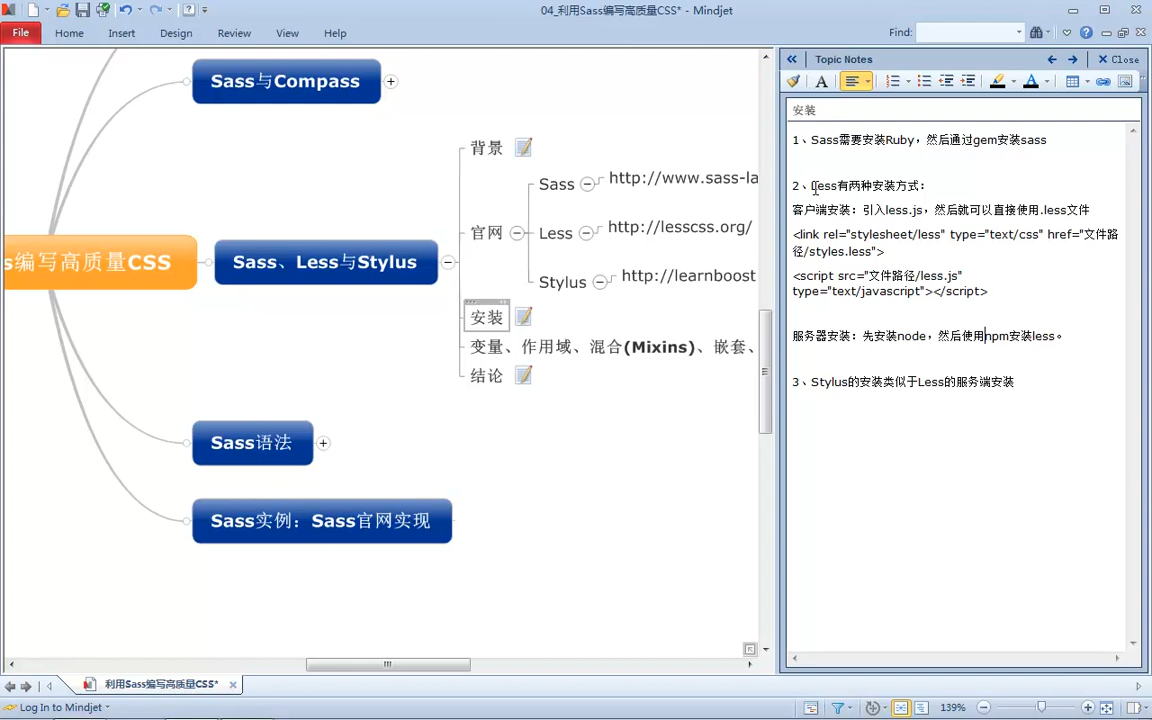 04_利用Sass编写高质量CSS* - Mindjet
File
Home
Insert
Design
Review
View
Help
Find:
Sass与Compass
s编写高质量CSS
Sass、Less与Stylus
背景
官网
Sass
http://www.sass-la
Less
http://lesscss.org/
Stylus
http://learnboost
安装
变量、作用域、混合(Mixins)、嵌套、
结论
Sass语法
Sass实例：Sass官网实现
Topic Notes
Close
安装
1、Sass需要安装Ruby，然后通过gem安装sass
2、Less有两种安装方式：
客户端安装：引入less.js，然后就可以直接使用.less文件
<link rel="stylesheet/less" type="text/css" href="文件路
径/styles.less">
<script src="文件路径/less.js"
type="text/javascript"></script>
服务器安装：先安装node，然后使用npm安装less。
3、Stylus的安装类似于Less的服务端安装
利用Sass编写高质量CSS*
Log In to Mindjet
139%